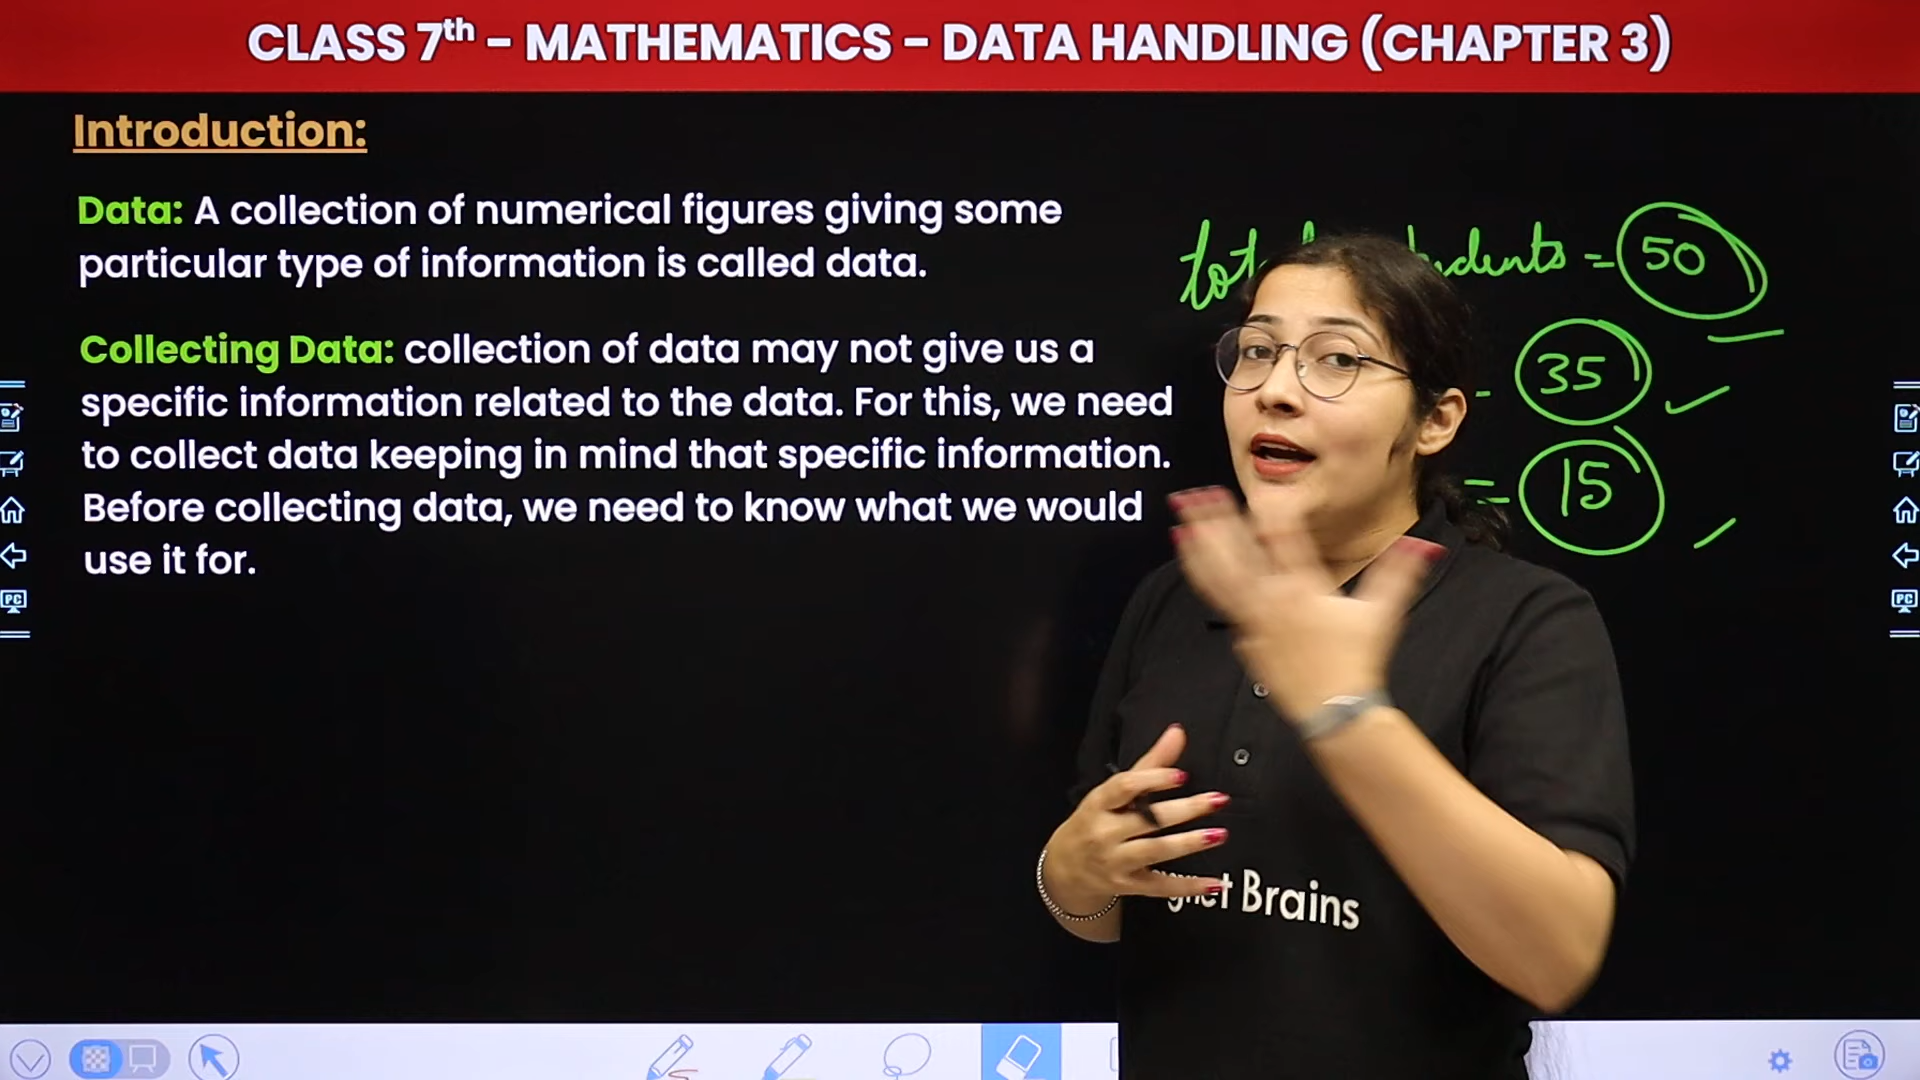 CLASS 7th - MATHEMATICS - DATA HANDLING (CHAPTER 3)
Introduction:
Data: A collection of numerical figures giving some
particular type of information is called data.
Collecting Data: collection of data may not give us a
specific information related to the data. For this, we need
to collect data keeping in mind that specific information.
Before collecting data, we need to know what we would
use it for.
= 50
- 35
= 15
Brains
PC
PC